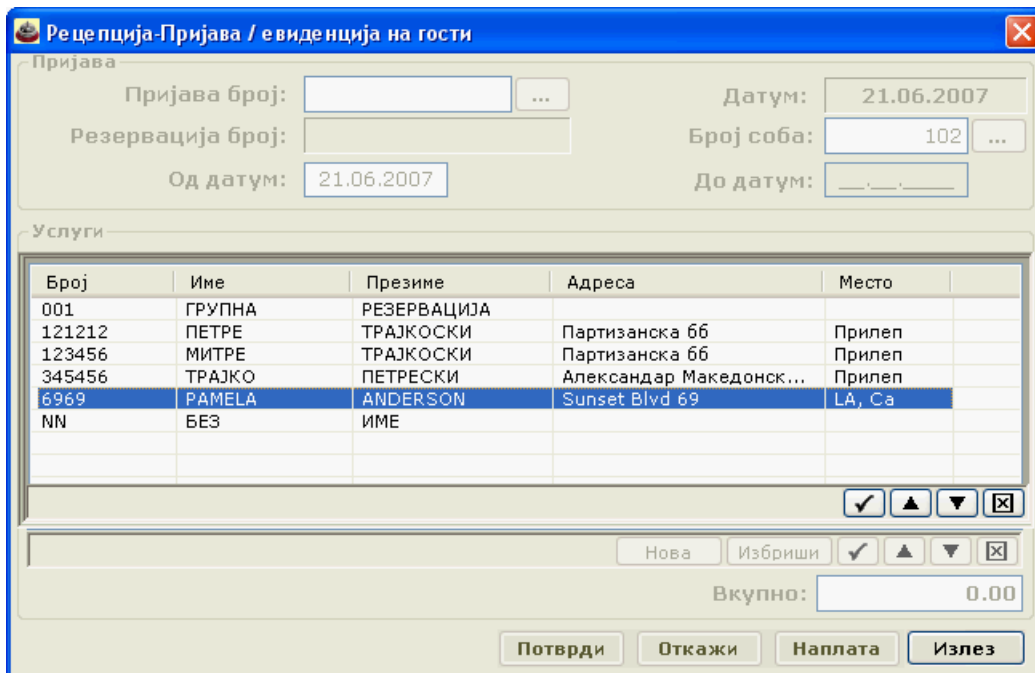 Рецепција-Пријава / евиденција на гости
Пријава
Пријава број: ... Датум: 21.06.2007
Резервација број: Број соба: 102 ...
Од датум: 21.06.2007 До датум: __.__.____
Услуги
Број Име Презиме Адреса Место
001 ГРУПНА РЕЗЕРВАЦИЈА
121212 ПЕТРЕ ТРАЈКОСКИ Партизанска бб Прилеп
123456 МИТРЕ ТРАЈКОСКИ Партизанска бб Прилеп
345456 ТРАЈКО ПЕТРЕСКИ Александар Македонск... Прилеп
6969 PAMELA ANDERSON Sunset Blvd 69 LA, Ca
NN БЕЗ ИМЕ
Нова Избриши
Вкупно: 0.00
Потврди Откажи Наплата Излез